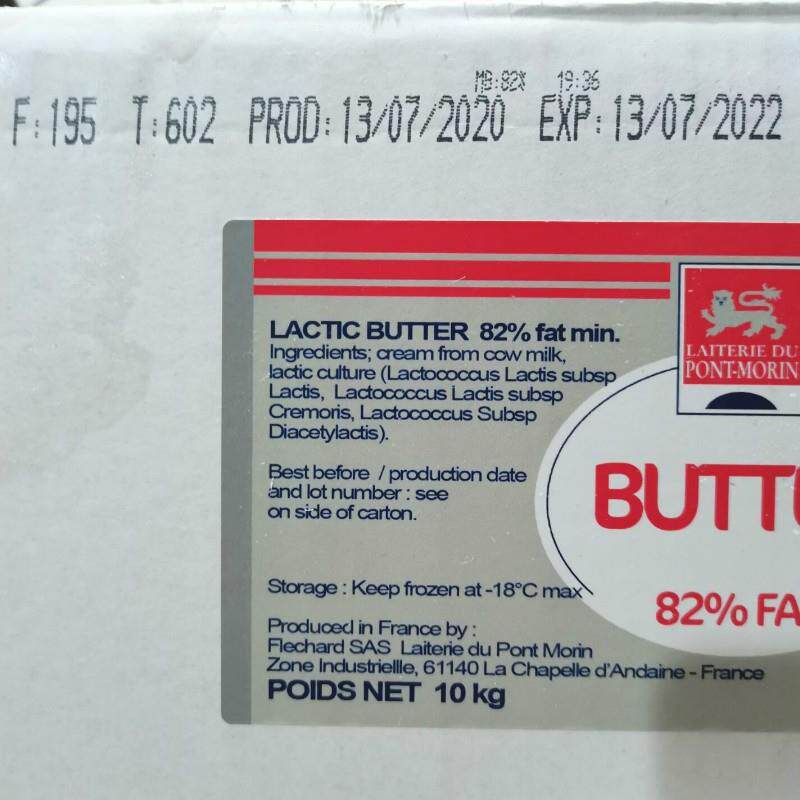 MG:82% 19:36
F:195 T:602 PROD:13/07/2020 EXP:13/07/2022
LACTIC BUTTER 82% fat min.
Ingredients; cream from cow milk,
lactic culture (Lactococcus Lactis subsp
Lactis, Lactococcus Lactis subsp
Cremoris, Lactococcus Subsp
Diacetylactis).
Best before / production date
and lot number : see
on side of carton.
Storage : Keep frozen at -18°C max
Produced in France by :
Flechard SAS Laiterie du Pont Morin
Zone Industriellle, 61140 La Chapelle d'Andaine - France
POIDS NET 10 kg
LAITERIE DU
PONT-MORIN
BUTT
82% FA